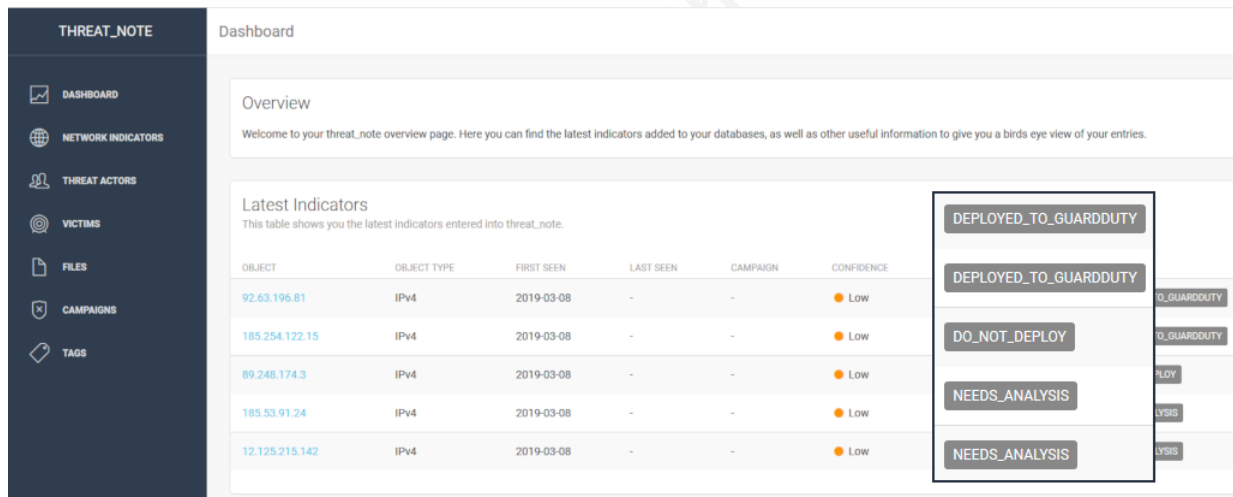 THREAT_NOTE
Dashboard
DASHBOARD
NETWORK INDICATORS
THREAT ACTORS
VICTIMS
FILES
CAMPAIGNS
TAGS
Overview
Welcome to your threat_note overview page. Here you can find the latest indicators added to your databases, as well as other useful information to give you a birds eye view of your entries.
Latest Indicators
This table shows you the latest indicators entered into threat_note.
OBJECT OBJECT TYPE FIRST SEEN LAST SEEN CAMPAIGN CONFIDENCE
92.63.196.81 IPv4 2019-03-08 - - Low TO_GUARDDUTY
185.254.122.15 IPv4 2019-03-08 - - Low TO_GUARDDUTY
89.248.174.3 IPv4 2019-03-08 - - Low PLOY
185.53.91.24 IPv4 2019-03-08 - - Low LYSIS
12.125.215.142 IPv4 2019-03-08 - - Low LYSIS
DEPLOYED_TO_GUARDDUTY
DEPLOYED_TO_GUARDDUTY
DO_NOT_DEPLOY
NEEDS_ANALYSIS
NEEDS_ANALYSIS